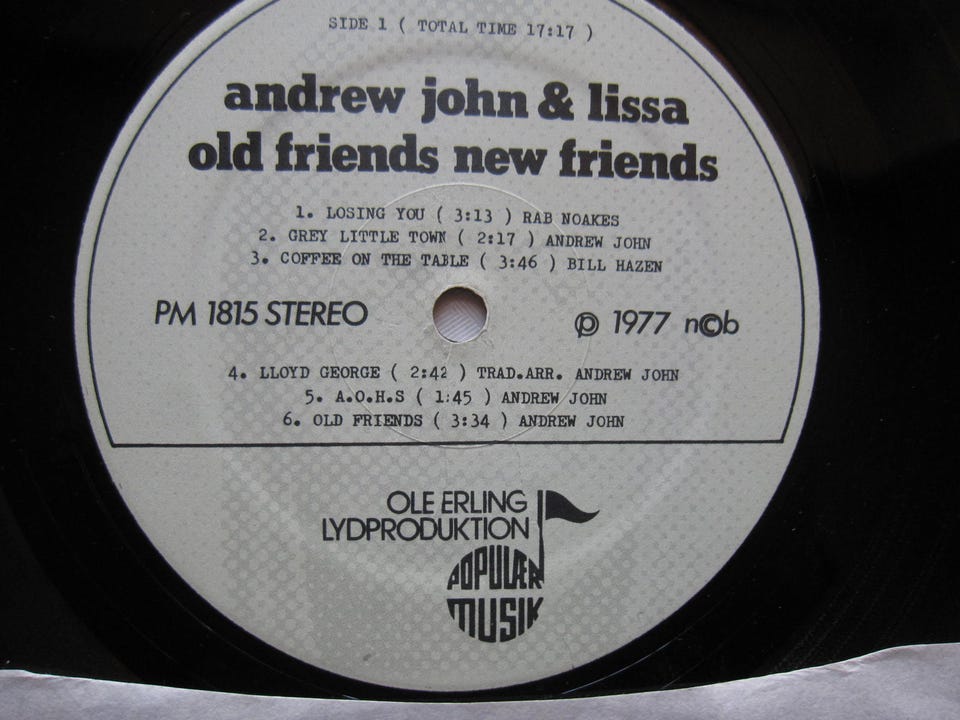 SIDE 1 ( TOTAL TIME 17:17 )
andrew john & lissa
old friends new friends
1. LOSING YOU ( 3:13 ) RAB NOAKES
2. GREY LITTLE TOWN ( 2:17 ) ANDREW JOHN
3. COFFEE ON THE TABLE ( 3:46 ) BILL HAZEN
PM 1815 STEREO
℗ 1977 n©b
4. LLOYD GEORGE ( 2:42 ) TRAD.ARR. ANDREW JOHN
5. A.O.H.S ( 1:45 ) ANDREW JOHN
6. OLD FRIENDS ( 3:34 ) ANDREW JOHN
OLE ERLING
LYDPRODUKTION
POPULÆR
MUSIK